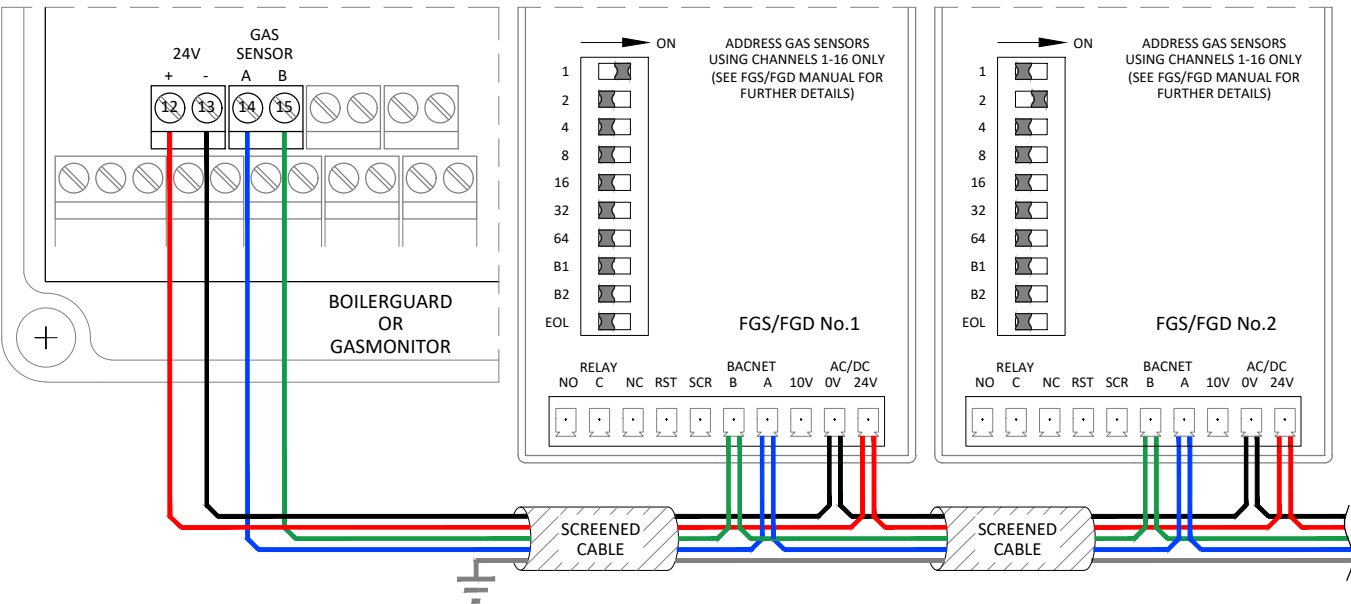 24V
GAS
SENSOR
+ - A B
12 13 14 15
BOILERGUARD
OR
GASMONITOR
ON
1
2
4
8
16
32
64
B1
B2
EOL
ADDRESS GAS SENSORS
USING CHANNELS 1-16 ONLY
(SEE FGS/FGD MANUAL FOR
FURTHER DETAILS)
FGS/FGD No.1
RELAY BACNET AC/DC
NO C NC RST SCR B A 10V 0V 24V
ON
1
2
4
8
16
32
64
B1
B2
EOL
ADDRESS GAS SENSORS
USING CHANNELS 1-16 ONLY
(SEE FGS/FGD MANUAL FOR
FURTHER DETAILS)
FGS/FGD No.2
RELAY BACNET AC/DC
NO C NC RST SCR B A 10V 0V 24V
SCREENED
CABLE
SCREENED
CABLE